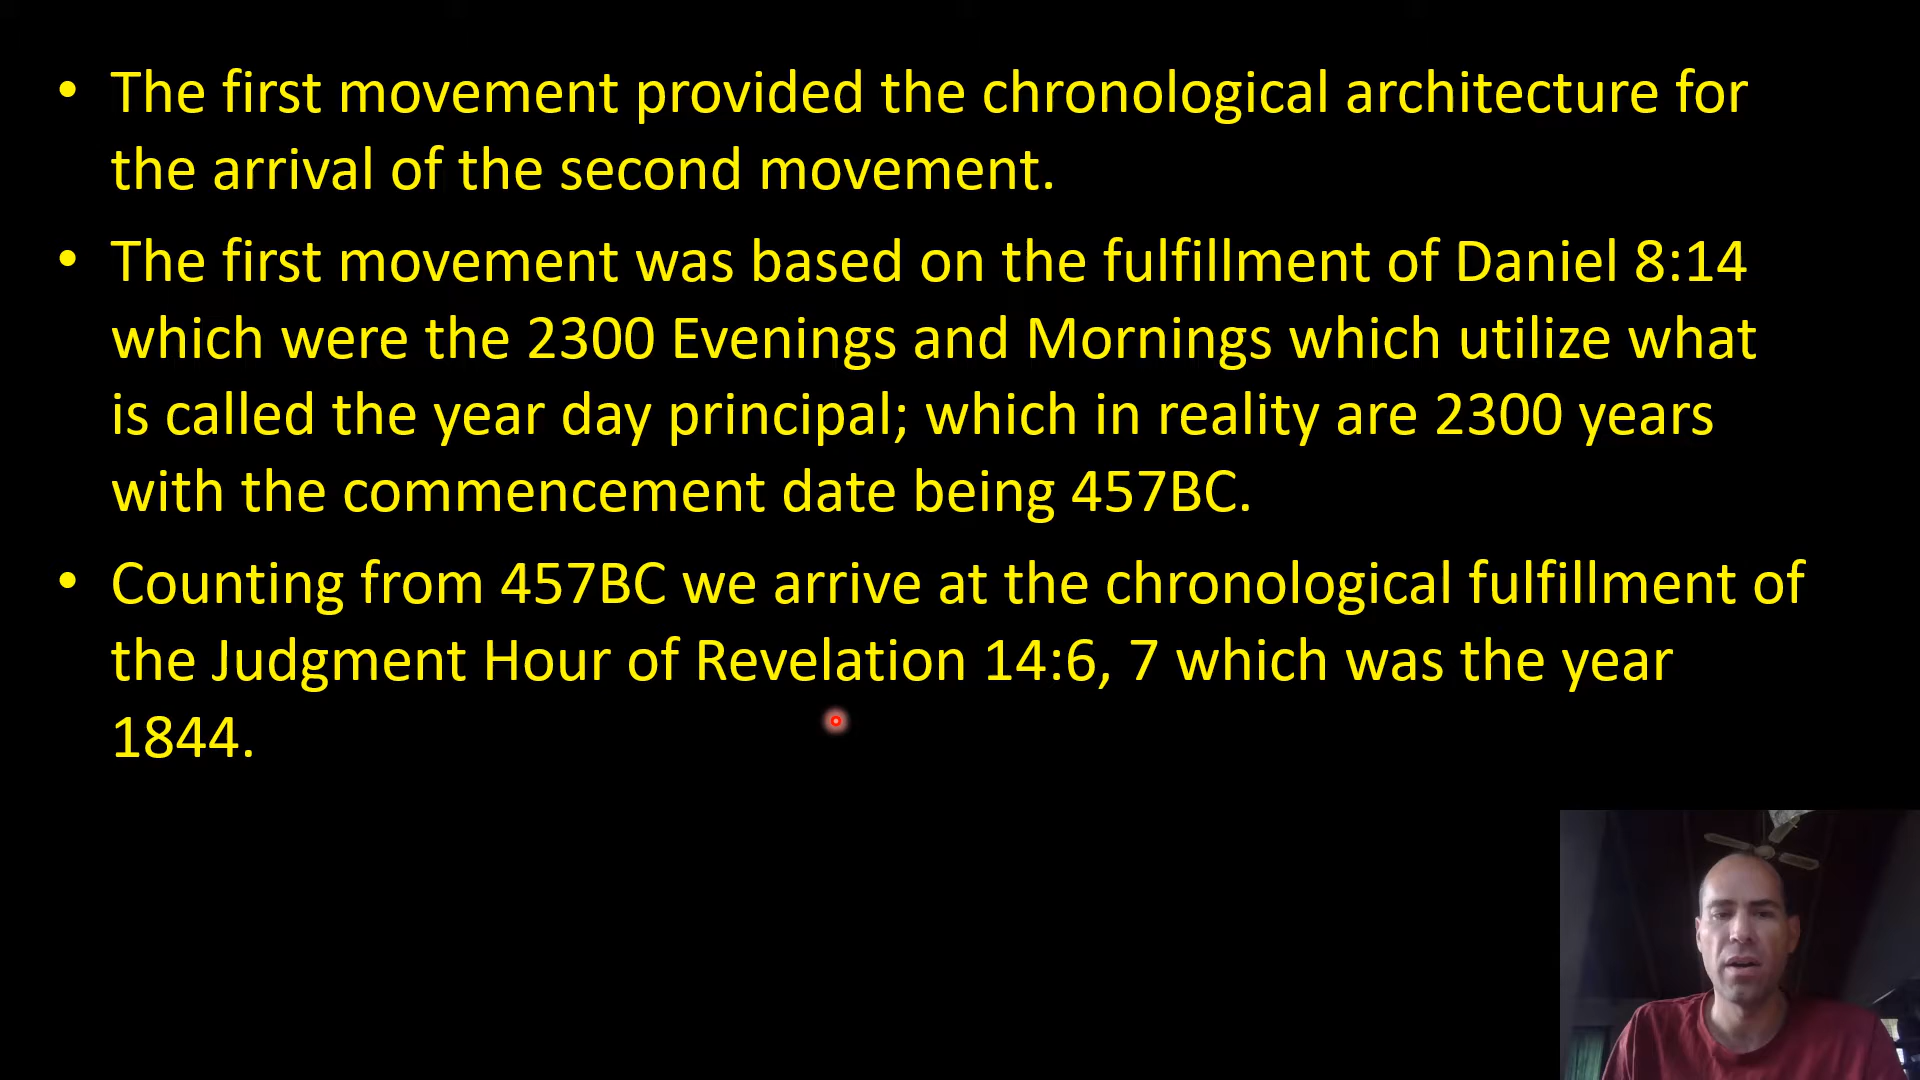 • The first movement provided the chronological architecture for
the arrival of the second movement.
• The first movement was based on the fulfillment of Daniel 8:14
which were the 2300 Evenings and Mornings which utilize what
is called the year day principal; which in reality are 2300 years
with the commencement date being 457BC.
• Counting from 457BC we arrive at the chronological fulfillment of
the Judgment Hour of Revelation 14:6, 7 which was the year
1844.